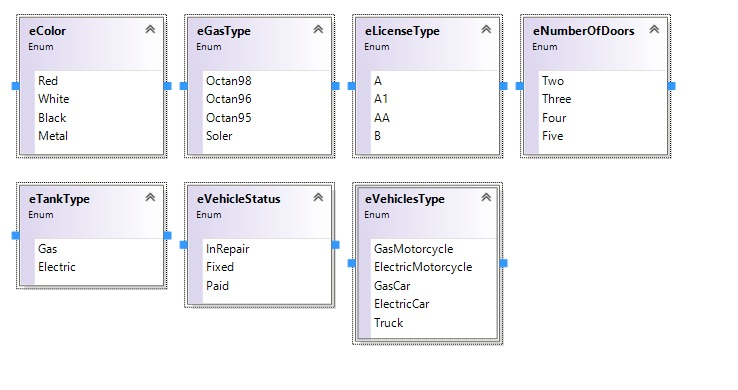 eColor
Enum
Red
White
Black
Metal
eGasType
Enum
Octan98
Octan96
Octan95
Soler
eLicenseType
Enum
A
A1
AA
B
eNumberOfDoors
Enum
Two
Three
Four
Five
eTankType
Enum
Gas
Electric
eVehicleStatus
Enum
InRepair
Fixed
Paid
eVehiclesType
Enum
GasMotorcycle
ElectricMotorcycle
GasCar
ElectricCar
Truck